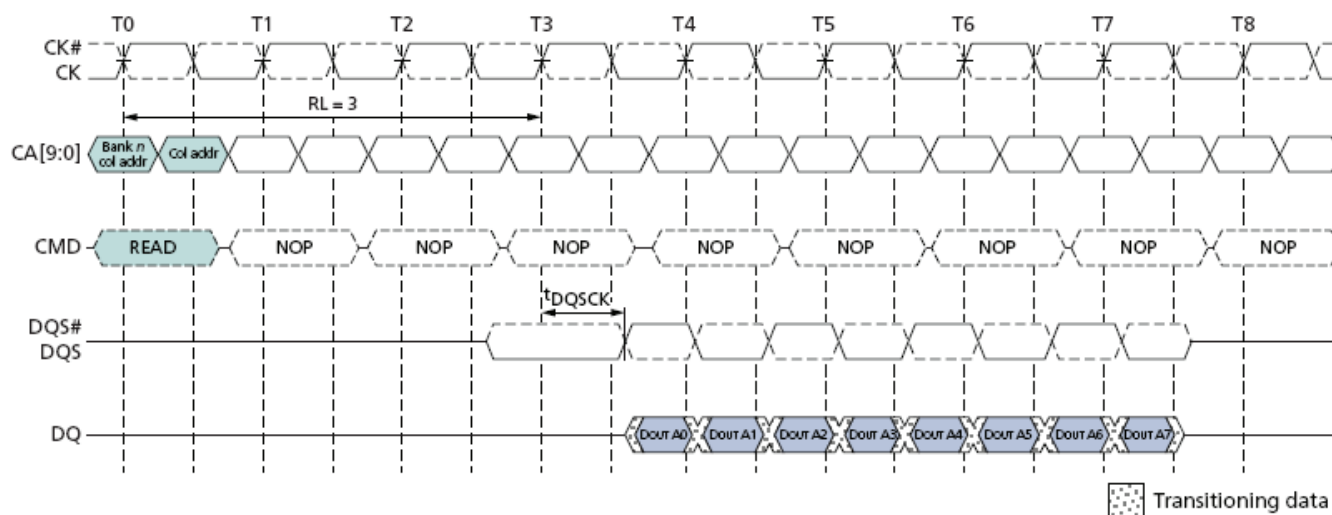 T0 T1 T2 T3 T4 T5 T6 T7 T8
CK#
CK
RL = 3
CA[9:0] Bank n col addr Col addr
CMD READ NOP NOP NOP NOP NOP NOP NOP NOP
tDQSCK
DQS#
DQS
DQ DOUT A0 DOUT A1 DOUT A2 DOUT A3 DOUT A4 DOUT A5 DOUT A6 DOUT A7
Transitioning data